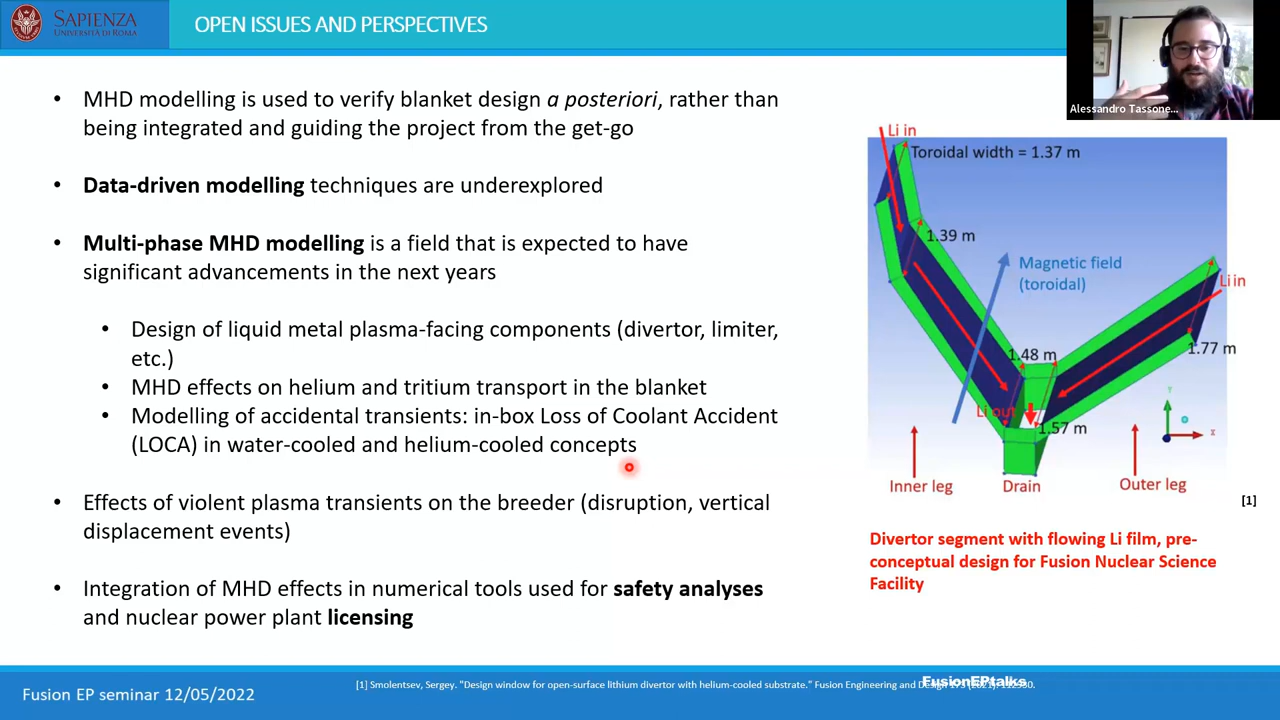 SAPIENZA
UNIVERSITÀ DI ROMA
OPEN ISSUES AND PERSPECTIVES
Alessandro Tassone...
• MHD modelling is used to verify blanket design a posteriori, rather than
being integrated and guiding the project from the get-go
• Data-driven modelling techniques are underexplored
• Multi-phase MHD modelling is a field that is expected to have
significant advancements in the next years
• Design of liquid metal plasma-facing components (divertor, limiter,
etc.)
• MHD effects on helium and tritium transport in the blanket
• Modelling of accidental transients: in-box Loss of Coolant Accident
(LOCA) in water-cooled and helium-cooled concepts
• Effects of violent plasma transients on the breeder (disruption, vertical
displacement events)
• Integration of MHD effects in numerical tools used for safety analyses
and nuclear power plant licensing
Li in
Toroidal width = 1.37 m
1.39 m
Magnetic field
(toroidal)
Li in
1.77 m
1.48 m
Li out
1.57 m
Y
X
Inner leg
Drain
Outer leg
[1]
Divertor segment with flowing Li film, pre-
conceptual design for Fusion Nuclear Science
Facility
Fusion EP seminar 12/05/2022
[1] Smolentsev, Sergey. "Design window for open-surface lithium divertor with helium-cooled substrate." Fusion Engineering and Design 173 (2021)
FusionEPtalks